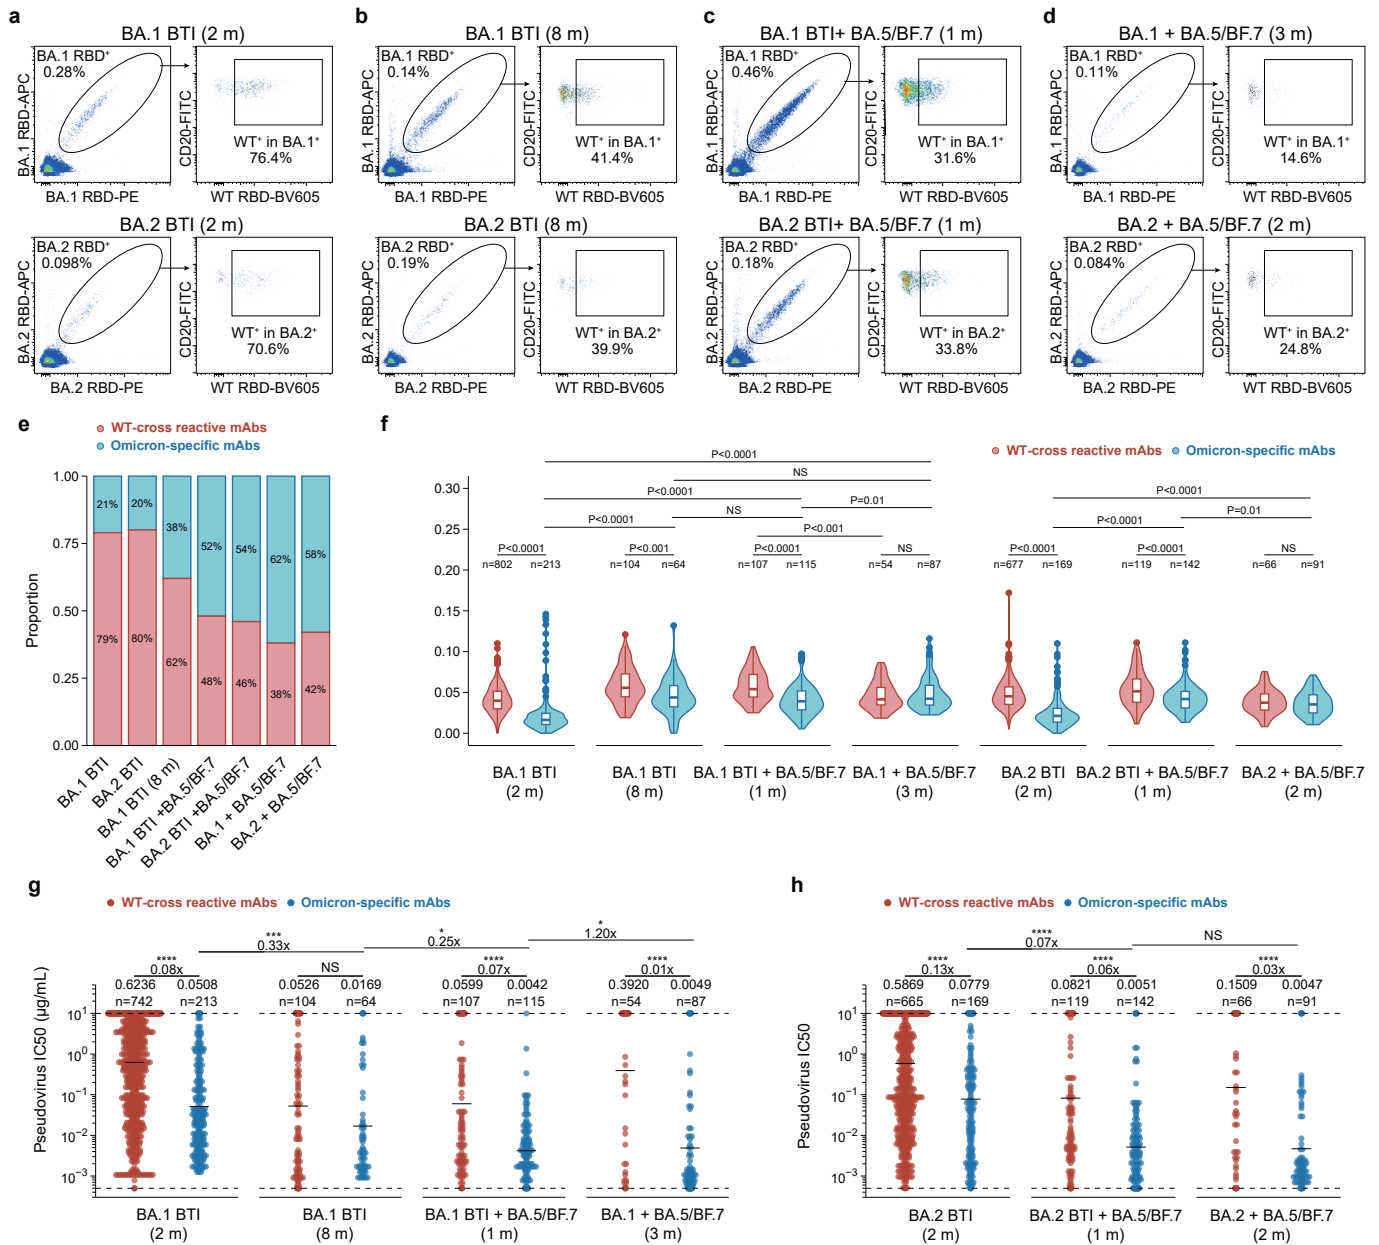 a
BA.1 BTI (2 m)
BA.1 RBD+
0.28%
BA.1 RBD-APC
BA.1 RBD-PE
CD20-FITC
WT+ in BA.1+
76.4%
WT RBD-BV605
BA.2 BTI (2 m)
BA.2 RBD+
0.098%
BA.2 RBD-APC
BA.2 RBD-PE
CD20-FITC
WT+ in BA.2+
70.6%
WT RBD-BV605
b
BA.1 BTI (8 m)
BA.1 RBD+
0.14%
BA.1 RBD-APC
BA.1 RBD-PE
CD20-FITC
WT+ in BA.1+
41.4%
WT RBD-BV605
BA.2 BTI (8 m)
BA.2 RBD+
0.19%
BA.2 RBD-APC
BA.2 RBD-PE
CD20-FITC
WT+ in BA.2+
39.9%
WT RBD-BV605
c
BA.1 BTI+ BA.5/BF.7 (1 m)
BA.1 RBD+
0.46%
BA.1 RBD-APC
BA.1 RBD-PE
CD20-FITC
WT+ in BA.1+
31.6%
WT RBD-BV605
BA.2 BTI+ BA.5/BF.7 (1 m)
BA.2 RBD+
0.18%
BA.2 RBD-APC
BA.2 RBD-PE
CD20-FITC
WT+ in BA.2+
33.8%
WT RBD-BV605
d
BA.1 + BA.5/BF.7 (3 m)
BA.1 RBD+
0.11%
BA.1 RBD-APC
BA.1 RBD-PE
CD20-FITC
WT+ in BA.1+
14.6%
WT RBD-BV605
BA.2 + BA.5/BF.7 (2 m)
BA.2 RBD+
0.084%
BA.2 RBD-APC
BA.2 RBD-PE
CD20-FITC
WT+ in BA.2+
24.8%
WT RBD-BV605
e
WT-cross reactive mAbs
Omicron-specific mAbs
Proportion
1.00
0.75
0.50
0.25
0.00
21% 20% 38% 52% 54% 62% 58%
79% 80% 62% 48% 46% 38% 42%
BA.1 BTI
BA.2 BTI
BA.1 BTI (8 m)
BA.1 BTI +BA.5/BF.7
BA.2 BTI +BA.5/BF.7
BA.1 + BA.5/BF.7
BA.2 + BA.5/BF.7
f
WT-cross reactive mAbs Omicron-specific mAbs
0.30
0.25
0.20
0.15
0.10
0.05
0.00
P<0.0001
NS
P<0.0001 P=0.01 P<0.0001
P<0.0001 NS P<0.001 P<0.0001 P=0.01
P<0.0001 P<0.001 P<0.0001 NS P<0.0001 P<0.0001 NS
n=802 n=213 n=104 n=64 n=107 n=115 n=54 n=87 n=677 n=169 n=119 n=142 n=66 n=91
BA.1 BTI
(2 m)
BA.1 BTI
(8 m)
BA.1 BTI + BA.5/BF.7
(1 m)
BA.1 + BA.5/BF.7
(3 m)
BA.2 BTI
(2 m)
BA.2 BTI + BA.5/BF.7
(1 m)
BA.2 + BA.5/BF.7
(2 m)
g
WT-cross reactive mAbs Omicron-specific mAbs
Pseudovirus IC50 (μg/mL)
10^1
10^0
10^-1
10^-2
10^-3
***
0.33x
*
0.25x
*
1.20x
****
0.08x
NS
****
0.07x
****
0.01x
0.6236 0.0508 0.0526 0.0169 0.0599 0.0042 0.3920 0.0049
n=742 n=213 n=104 n=64 n=107 n=115 n=54 n=87
BA.1 BTI
(2 m)
BA.1 BTI
(8 m)
BA.1 BTI + BA.5/BF.7
(1 m)
BA.1 + BA.5/BF.7
(3 m)
h
WT-cross reactive mAbs Omicron-specific mAbs
Pseudovirus IC50
10^1
10^0
10^-1
10^-2
10^-3
****
0.07x
NS
****
0.13x
****
0.06x
****
0.03x
0.5869 0.0779 0.0821 0.0051 0.1509 0.0047
n=665 n=169 n=119 n=142 n=66 n=91
BA.2 BTI
(2 m)
BA.2 BTI + BA.5/BF.7
(1 m)
BA.2 + BA.5/BF.7
(2 m)